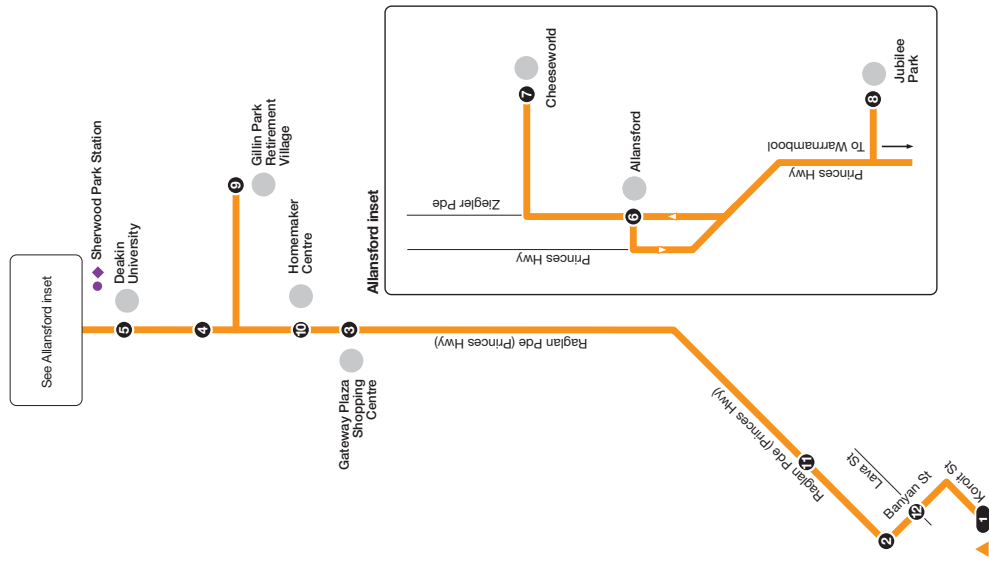 See Allansford inset
Sherwood Park Station
5
Deakin
University
4
9
Gillin Park
Retirement
Village
10
Homemaker
Centre
3
Gateway Plaza
Shopping
Centre
Raglan Pde (Princes Hwy)
Raglan Pde (Princes Hwy)
11
Lava St
2
Banyan St
12
Koroit St
1
Allansford inset
7
Cheeseworld
Ziegler Pde
Princes Hwy
6
Allansford
Princes Hwy
To Warrnambool
8
Jubilee
Park